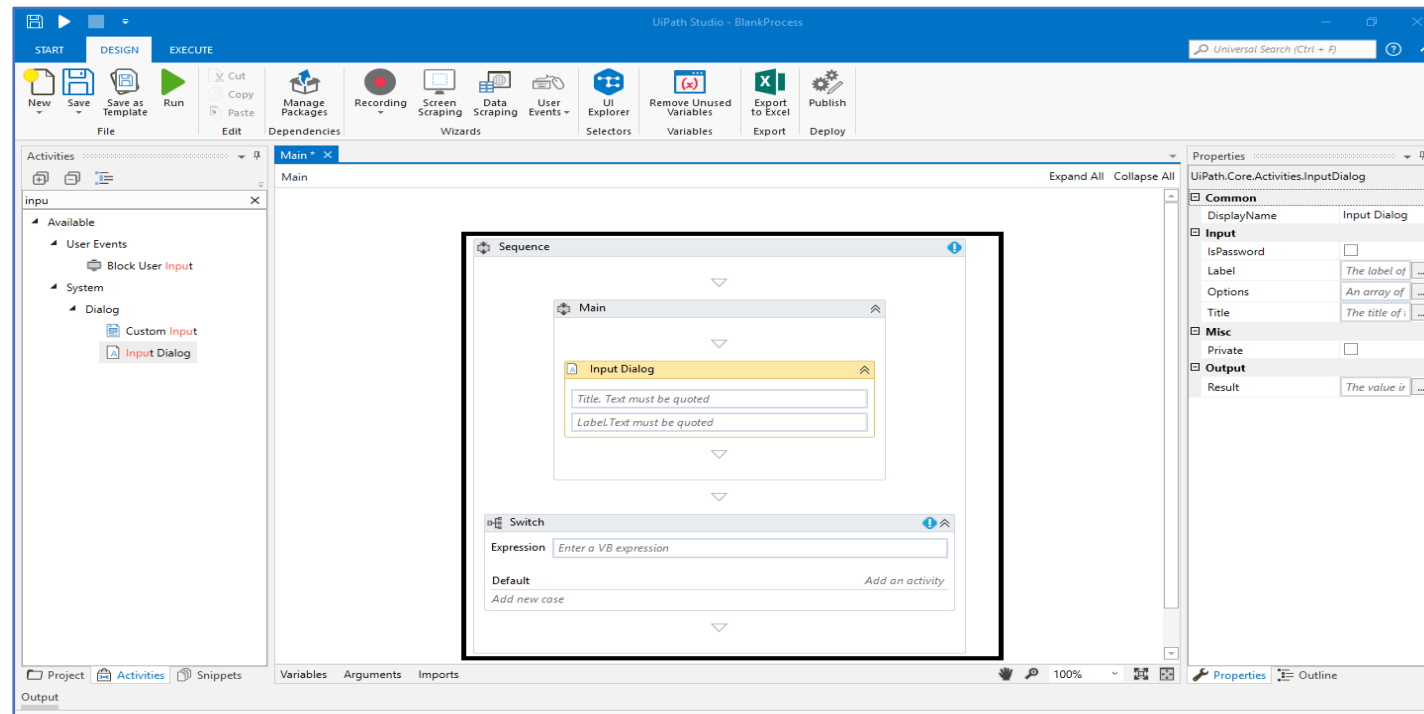 UiPath Studio - BlankProcess
START DESIGN EXECUTE
Universal Search (Ctrl + F)
New Save Save as Template Run
Cut
Copy
Paste
Manage Packages Recording Screen Scraping Data Scraping User Events UI Explorer Remove Unused Variables Export to Excel Publish
File Edit Dependencies Wizards Selectors Variables Export Deploy
Activities
inpu
Available
User Events
Block User Input
System
Dialog
Custom Input
Input Dialog
Main *
Main Expand All Collapse All
Sequence
Main
Input Dialog
Title. Text must be quoted
Label.Text must be quoted
Switch
Expression Enter a VB expression
Default Add an activity
Add new case
Properties
UiPath.Core.Activities.InputDialog
Common
DisplayName Input Dialog
Input
IsPassword
Label The label of ...
Options An array of ...
Title The title of ...
Misc
Private
Output
Result The value ...
Project Activities Snippets
Variables Arguments Imports
100%
Properties Outline
Output